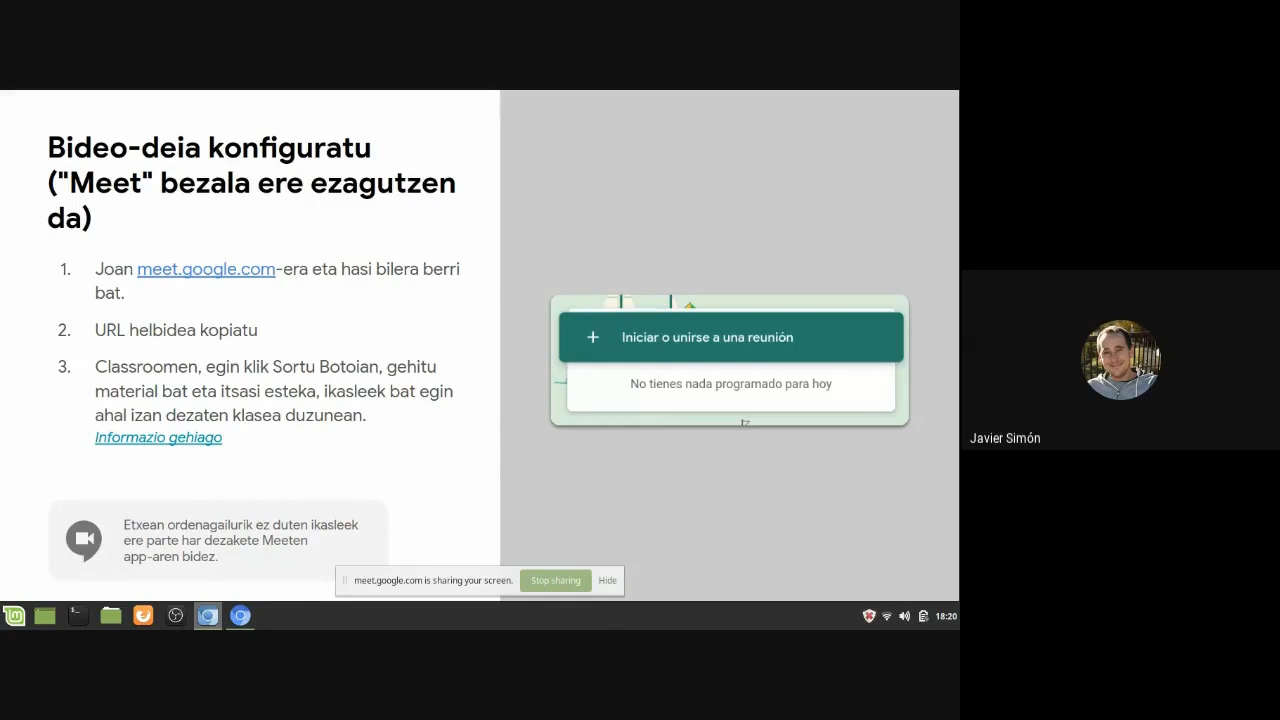 Bideo-deia konfiguratu
("Meet" bezala ere ezagutzen
da)
1. Joan meet.google.com-era eta hasi bilera berri
bat.
2. URL helbidea kopiatu
3. Classroomen, egin klik Sortu Botoian, gehitu
material bat eta itsasi esteka, ikasleek bat egin
ahal izan dezaten klasea duzunean.
Informazio gehiago
Etxean ordenagailurik ez duten ikasleek
ere parte har dezakete Meeten
app-aren bidez.
+ Iniciar o unirse a una reunión
No tienes nada programado para hoy
meet.google.com is sharing your screen. Stop sharing Hide
18:20
Javier Simón